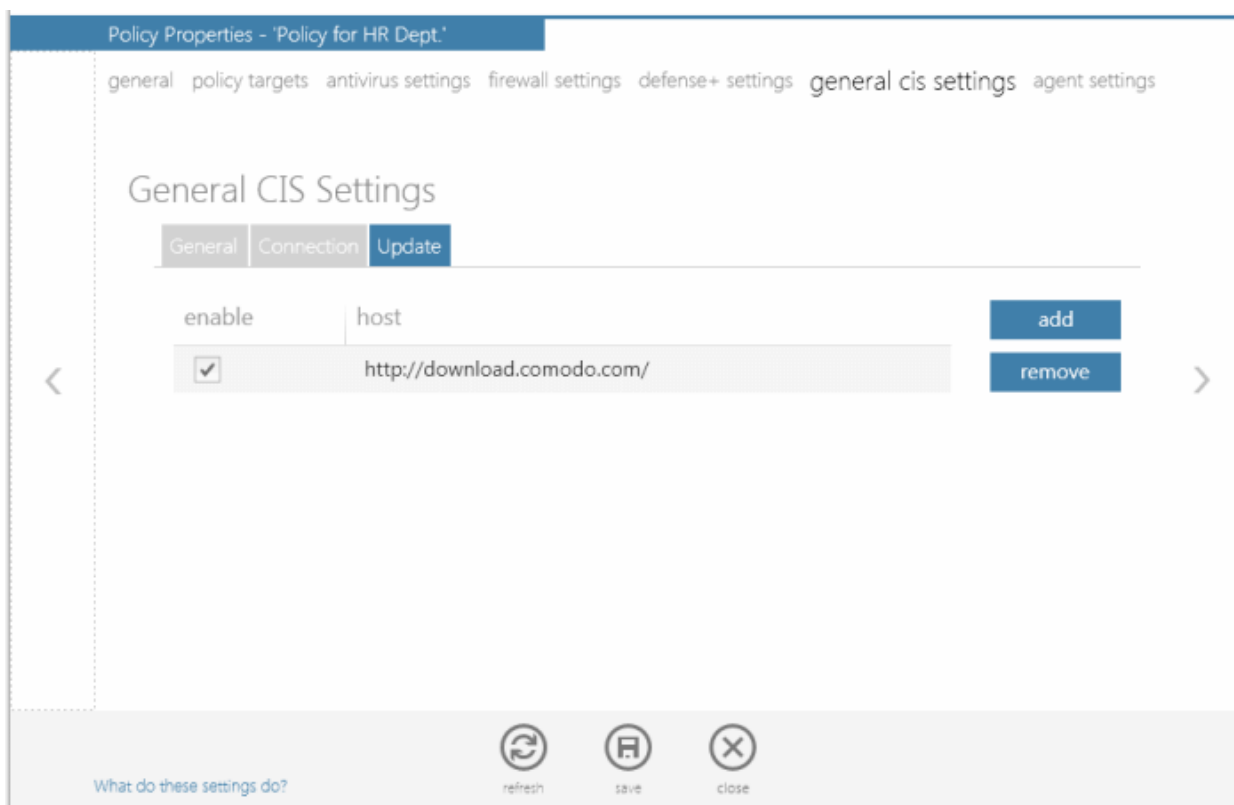 Policy Properties - 'Policy for HR Dept.'
general policy targets antivirus settings firewall settings defense+ settings general cis settings agent settings
General CIS Settings
General Connection Update
enable host add
http://download.comodo.com/ remove
refresh save close
What do these settings do?